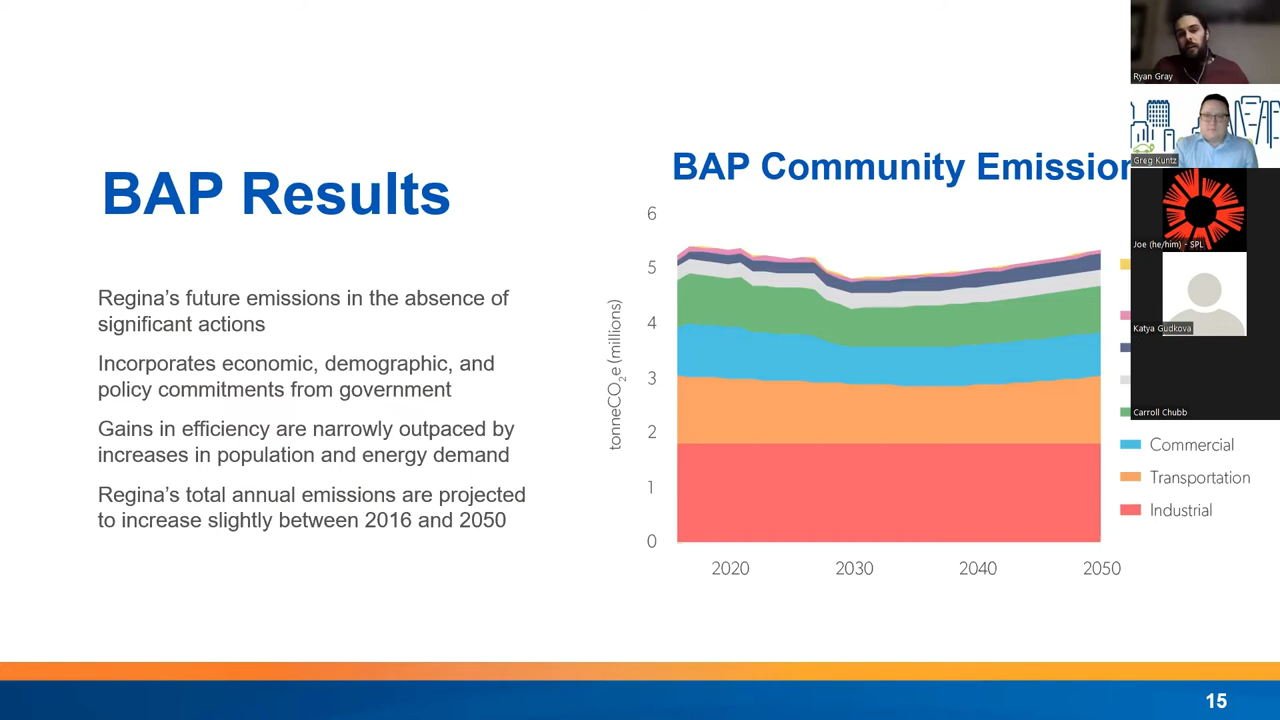 Ryan Gray
Greg Kuntz
Joe (he/him) - SPL
Katya Gudkova
Carroll Chubb
BAP Results
Regina's future emissions in the absence of
significant actions
Incorporates economic, demographic, and
policy commitments from government
Gains in efficiency are narrowly outpaced by
increases in population and energy demand
Regina's total annual emissions are projected
to increase slightly between 2016 and 2050
BAP Community Emission
tonneCO2e (millions)
6
5
4
3
2
1
0
2020
2030
2040
2050
Commercial
Transportation
Industrial
15